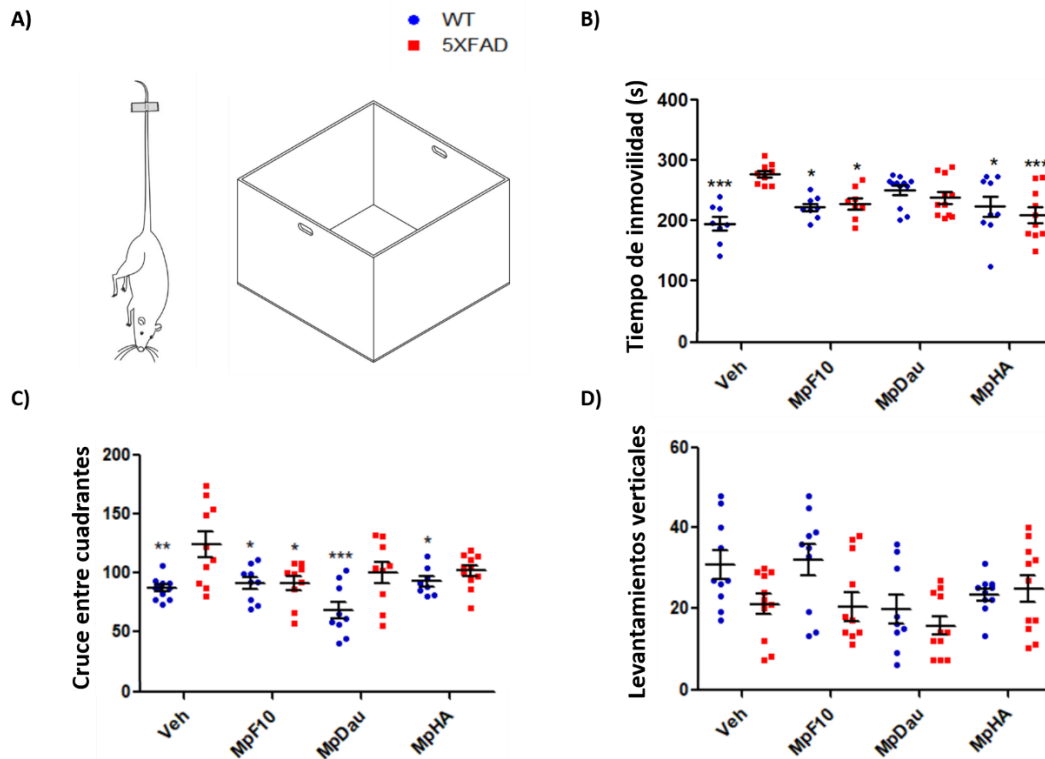 A)
WT
5XFAD
B)
Tiempo de inmovilidad (s)
400
300
200
100
0
***
*
*
*
***
Veh
MpF10
MpDau
MpHA
C)
Cruce entre cuadrantes
200
150
100
50
0
**
*
*
***
*
Veh
MpF10
MpDau
MpHA
D)
Levantamientos verticales
60
40
20
0
Veh
MpF10
MpDau
MpHA